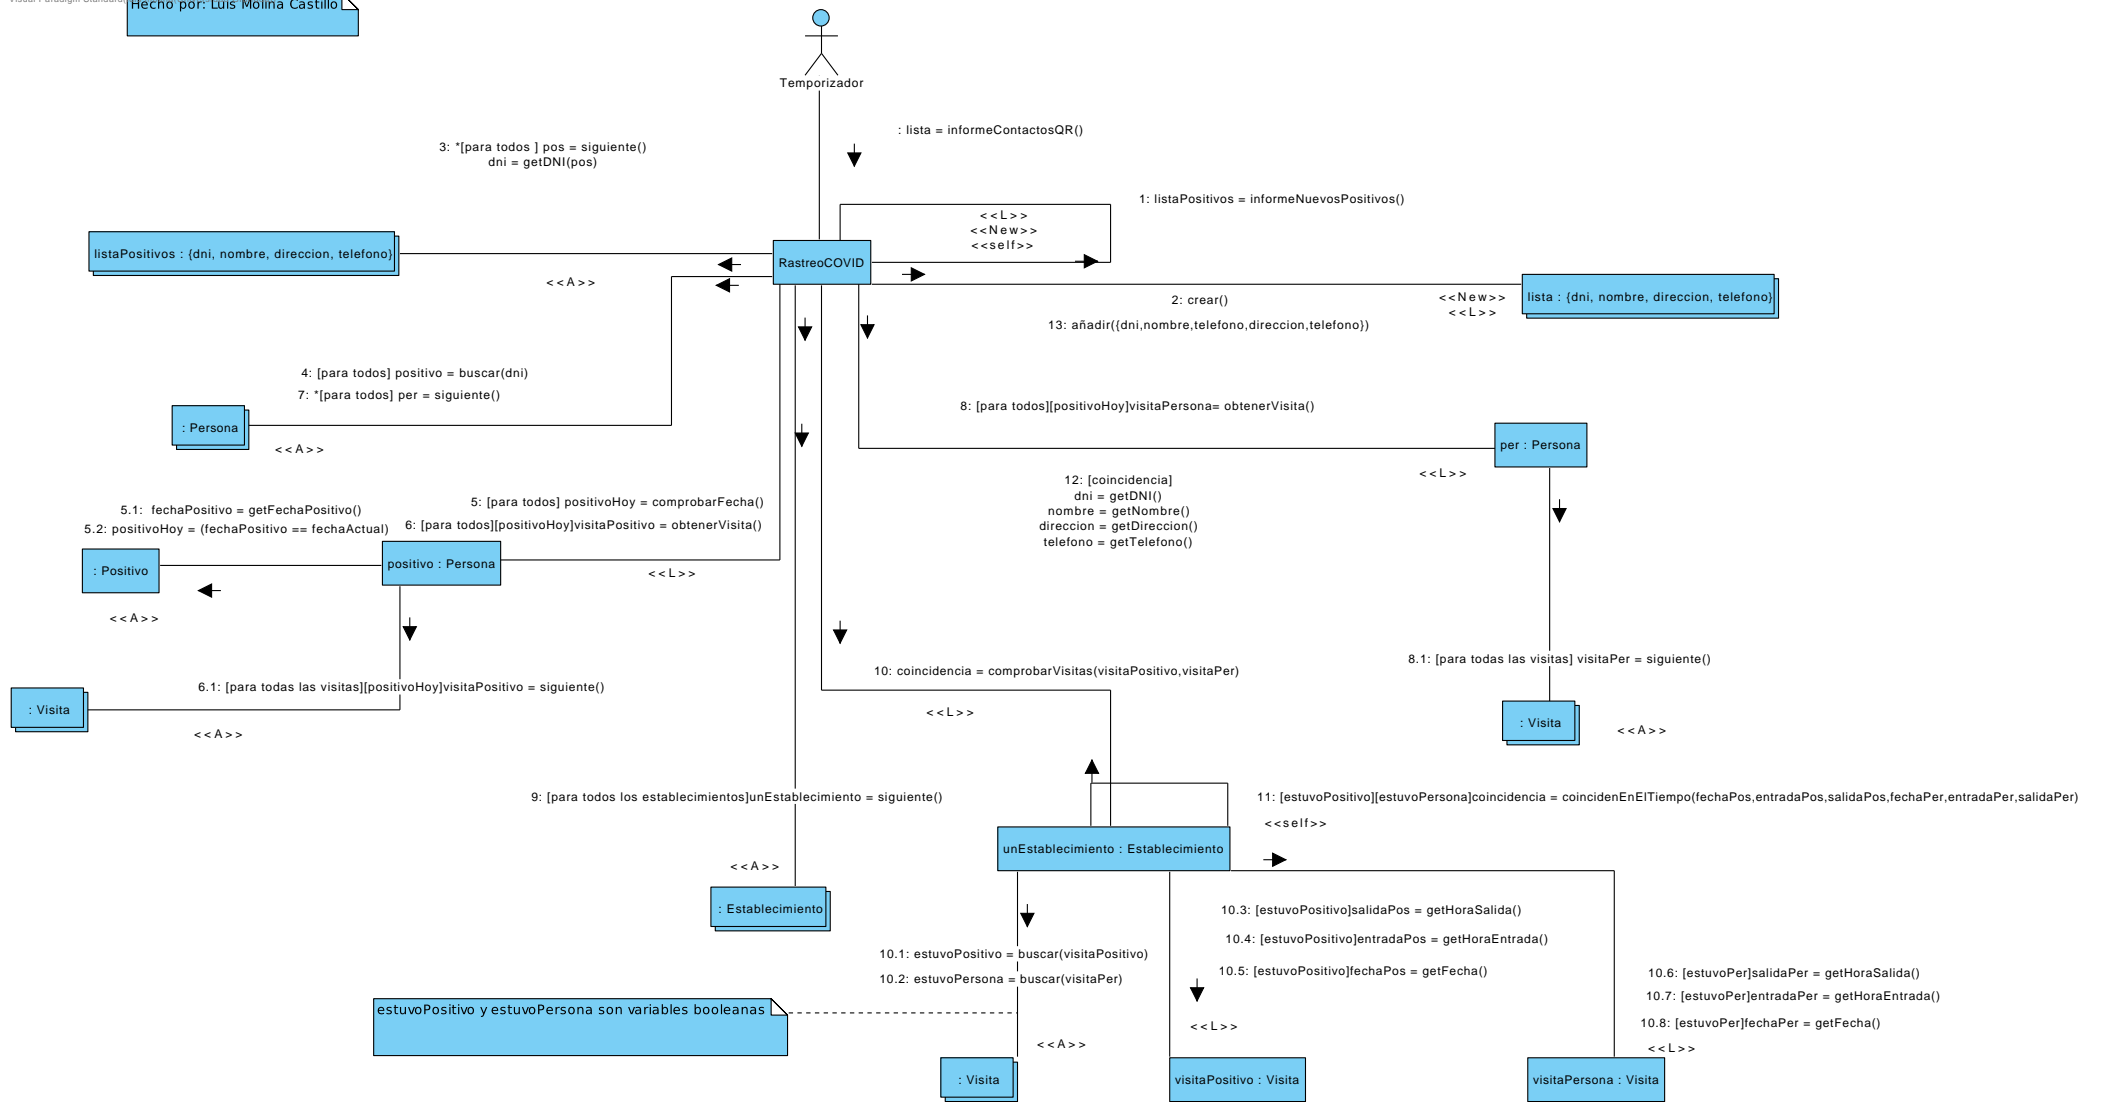 Hecho por: Luis Molina Castillo
Temporizador
: lista = informeContactosQR()
3: *[para todos ] pos = siguiente()
dni = getDNI(pos)
1: listaPositivos = informeNuevosPositivos()
<<L>>
<<New>>
<<self>>
listaPositivos : {dni, nombre, direccion, telefono}
RastreoCOVID
<<A>>
2: crear()
<<New>>
<<L>>
lista : {dni, nombre, direccion, telefono}
13: añadir({dni,nombre,telefono,direccion,telefono})
4: [para todos] positivo = buscar(dni)
7: *[para todos] per = siguiente()
: Persona
<<A>>
8: [para todos][positivoHoy]visitaPersona= obtenerVisita()
per : Persona
<<L>>
12: [coincidencia]
dni = getDNI()
nombre = getNombre()
direccion = getDireccion()
telefono = getTelefono()
5: [para todos] positivoHoy = comprobarFecha()
6: [para todos][positivoHoy]visitaPositivo = obtenerVisita()
5.1:  fechaPositivo = getFechaPositivo()
5.2: positivoHoy = (fechaPositivo == fechaActual)
: Positivo
positivo : Persona
<<L>>
<<A>>
6.1: [para todas las visitas][positivoHoy]visitaPositivo = siguiente()
: Visita
<<A>>
10: coincidencia = comprobarVisitas(visitaPositivo,visitaPer)
<<L>>
8.1: [para todas las visitas] visitaPer = siguiente()
: Visita
<<A>>
9: [para todos los establecimientos]unEstablecimiento = siguiente()
<<A>>
: Establecimiento
11: [estuvoPositivo][estuvoPersona]coincidencia = coincidenEnElTiempo(fechaPos,entradaPos,salidaPos,fechaPer,entradaPer,salidaPer)
<<self>>
unEstablecimiento : Establecimiento
10.1: estuvoPositivo = buscar(visitaPositivo)
10.2: estuvoPersona = buscar(visitaPer)
10.3: [estuvoPositivo]salidaPos = getHoraSalida()
10.4: [estuvoPositivo]entradaPos = getHoraEntrada()
10.5: [estuvoPositivo]fechaPos = getFecha()
10.6: [estuvoPer]salidaPer = getHoraSalida()
10.7: [estuvoPer]entradaPer = getHoraEntrada()
10.8: [estuvoPer]fechaPer = getFecha()
<<L>>
estuvoPositivo y estuvoPersona son variables booleanas
<<A>>
<<L>>
: Visita
visitaPositivo : Visita
visitaPersona : Visita